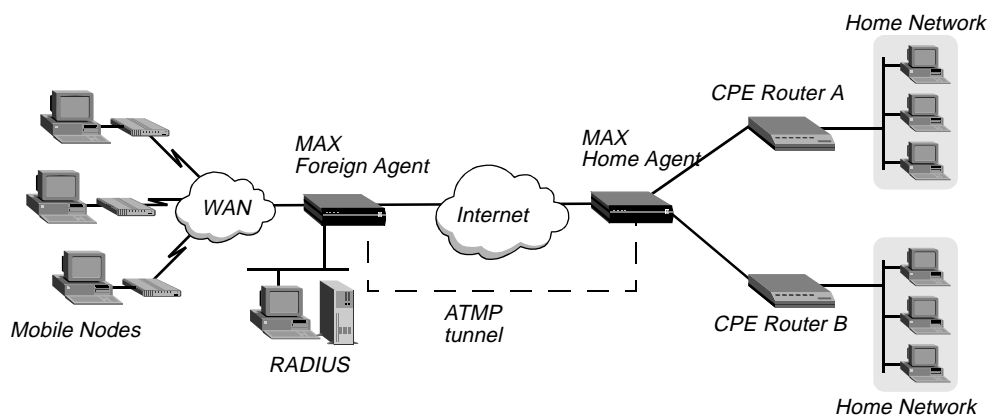 Home Network
CPE Router A
MAX
Foreign Agent
MAX
Home Agent
WAN
Internet
ATMP
tunnel
Mobile Nodes
RADIUS
CPE Router B
Home Network